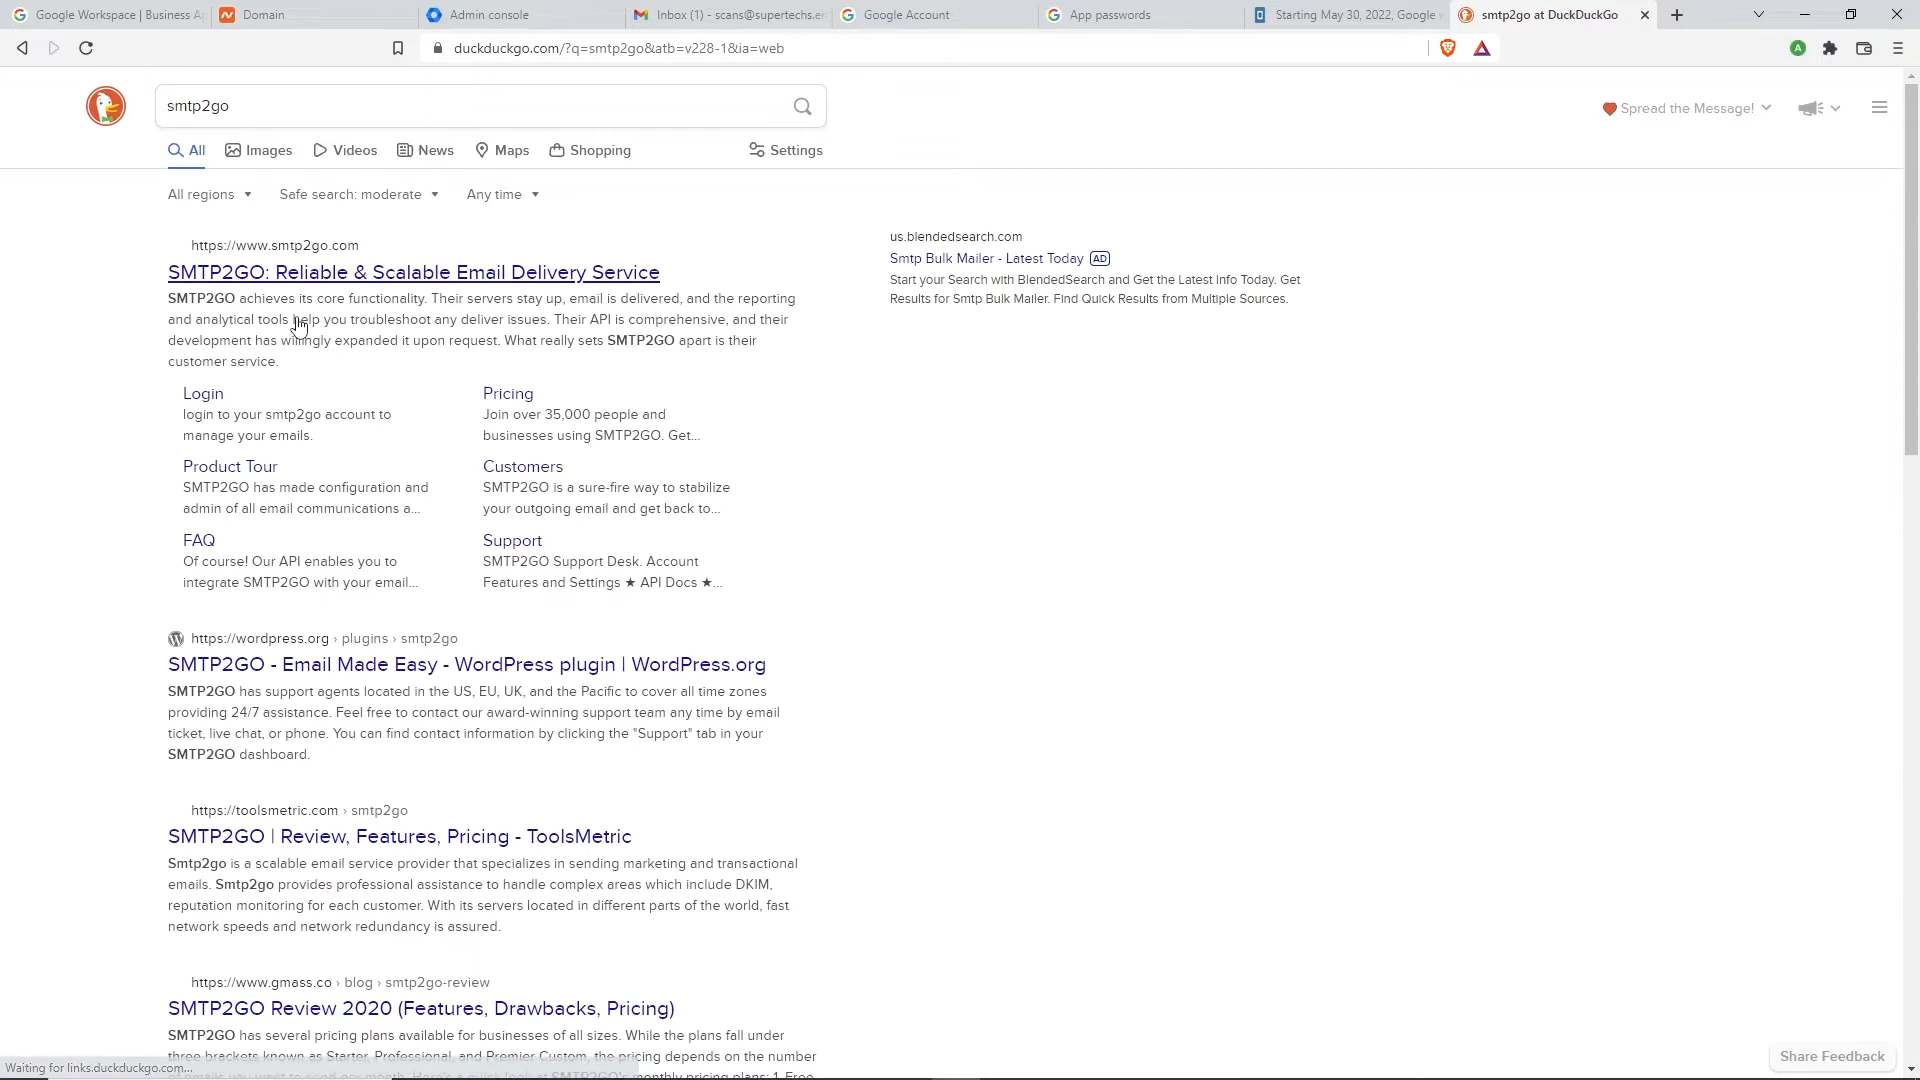 Google Workspace | Business A
Domain
Admin console
Inbox (1) - scans@supertechs.em
Google Account
App passwords
Starting May 30, 2022, Google w
smtp2go at DuckDuckGo
duckduckgo.com/?q=smtp2go&atb=v228-1&ia=web
A
smtp2go
Spread the Message!
All
Images
Videos
News
Maps
Shopping
Settings
All regions
Safe search: moderate
Any time
https://www.smtp2go.com
SMTP2GO: Reliable & Scalable Email Delivery Service
SMTP2GO achieves its core functionality. Their servers stay up, email is delivered, and the reporting
and analytical tools help you troubleshoot any deliver issues. Their API is comprehensive, and their
development has willingly expanded it upon request. What really sets SMTP2GO apart is their
customer service.
us.blendedsearch.com
Smtp Bulk Mailer - Latest Today AD
Start your Search with BlendedSearch and Get the Latest Info Today. Get
Results for Smtp Bulk Mailer. Find Quick Results from Multiple Sources.
Login
login to your smtp2go account to
manage your emails.
Pricing
Join over 35,000 people and
businesses using SMTP2GO. Get...
Product Tour
SMTP2GO has made configuration and
admin of all email communications a...
Customers
SMTP2GO is a sure-fire way to stabilize
your outgoing email and get back to...
FAQ
Of course! Our API enables you to
integrate SMTP2GO with your email...
Support
SMTP2GO Support Desk. Account
Features and Settings ★ API Docs ★...
https://wordpress.org › plugins › smtp2go
SMTP2GO - Email Made Easy - WordPress plugin | WordPress.org
SMTP2GO has support agents located in the US, EU, UK, and the Pacific to cover all time zones
providing 24/7 assistance. Feel free to contact our award-winning support team any time by email
ticket, live chat, or phone. You can find contact information by clicking the "Support" tab in your
SMTP2GO dashboard.
https://toolsmetric.com › smtp2go
SMTP2GO | Review, Features, Pricing - ToolsMetric
Smtp2go is a scalable email service provider that specializes in sending marketing and transactional
emails. Smtp2go provides professional assistance to handle complex areas which include DKIM,
reputation monitoring for each customer. With its servers located in different parts of the world, fast
network speeds and network redundancy is assured.
https://www.gmass.co › blog › smtp2go-review
SMTP2GO Review 2020 (Features, Drawbacks, Pricing)
SMTP2GO has several pricing plans available for businesses of all sizes. While the plans fall under
three brackets known as Starter, Professional, and Premier Custom, the pricing depends on the number
of emails you want to send per month. Here's a quick look at SMTP2GO's monthly pricing plans: 1. Free
Waiting for links.duckduckgo.com...
Share Feedback